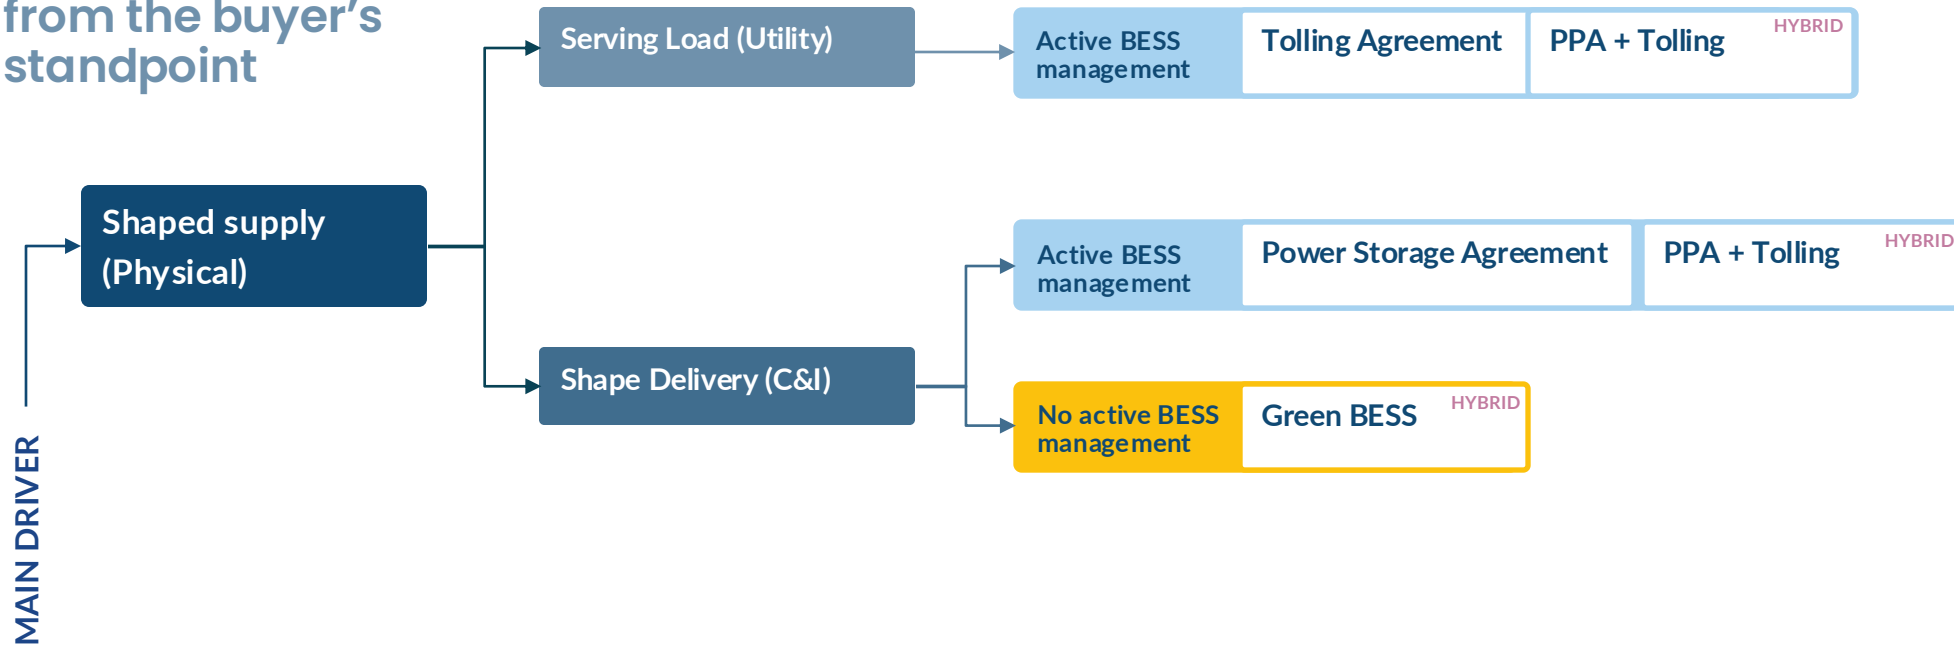 from the buyer's
standpoint
Serving Load (Utility)
Active BESS
management
Tolling Agreement
PPA + Tolling
HYBRID
Shaped supply
(Physical)
Active BESS
management
Power Storage Agreement
PPA + Tolling
HYBRID
Shape Delivery (C&I)
No active BESS
management
Green BESS
HYBRID
MAIN DRIVER